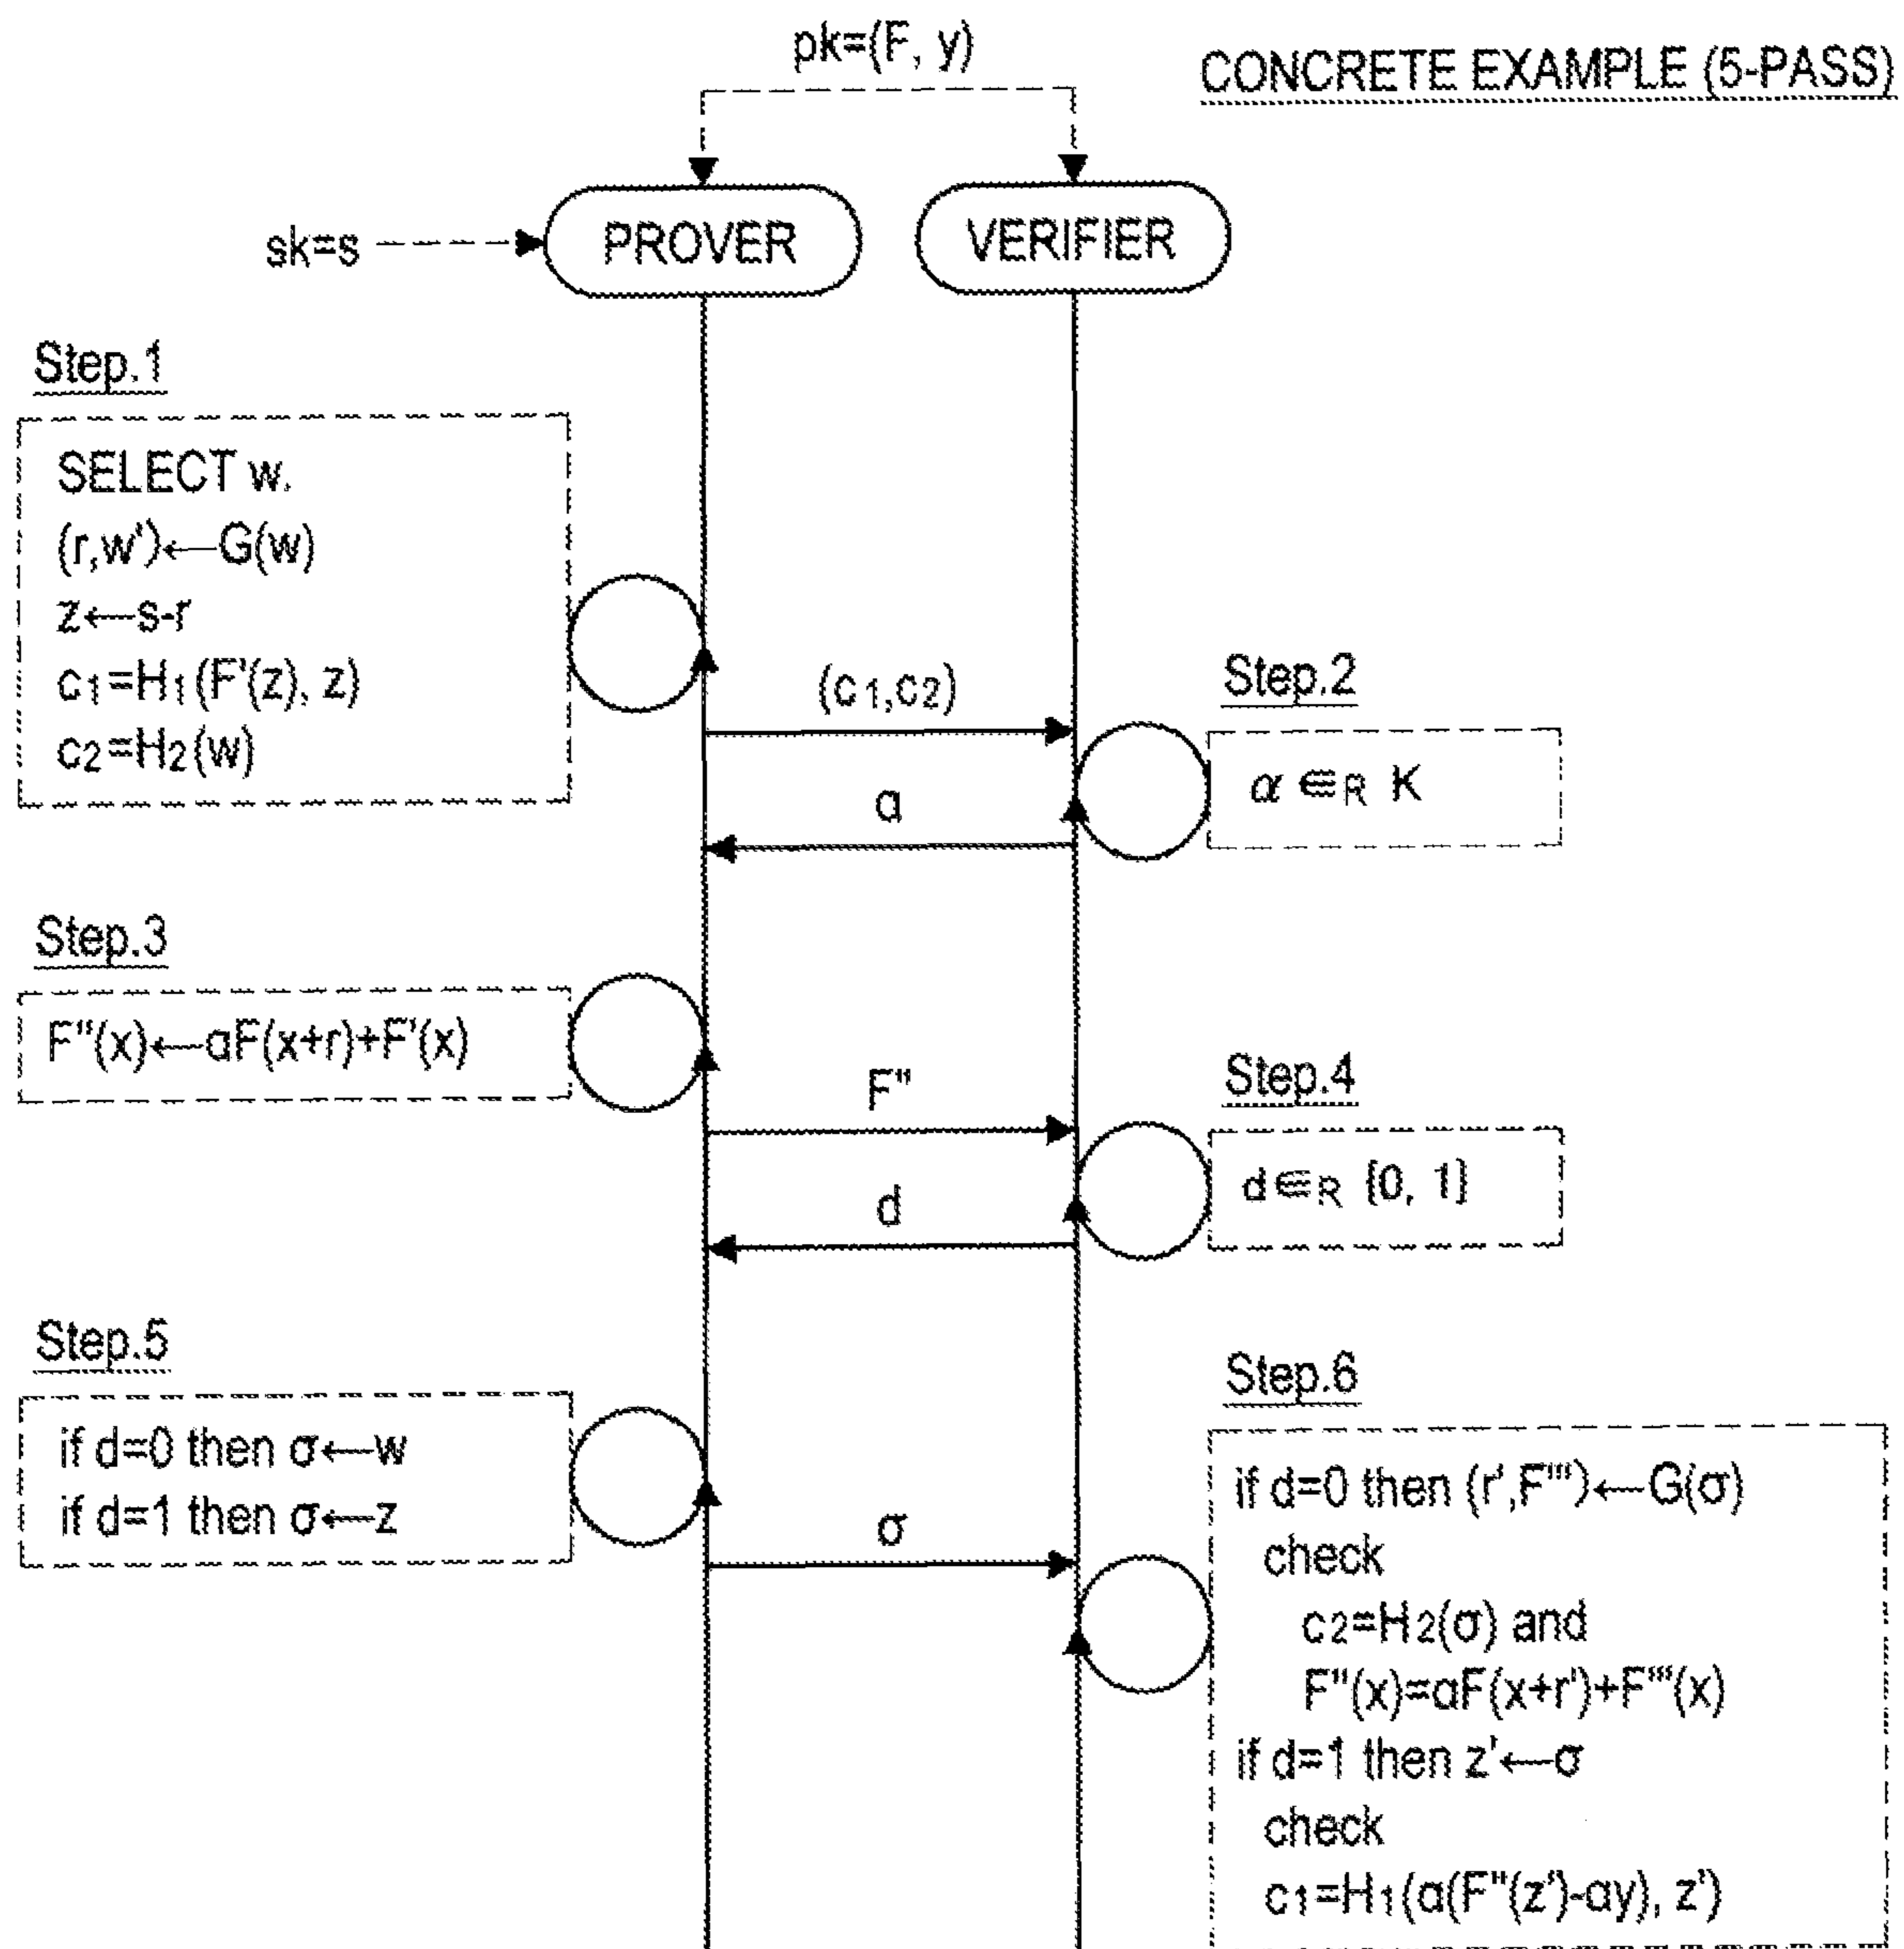 pk=(F, y)
CONCRETE EXAMPLE (5-PASS)
sk=s
PROVER
VERIFIER
Step.1
SELECT w.
(r,w')←G(w)
z←s-r
c1=H1(F'(z), z)
c2=H2(w)
(c1,c2)
Step.2
α ∈R K
α
Step.3
F''(x)←αF(x+r)+F'(x)
F''
Step.4
d∈R {0, 1}
d
Step.5
if d=0 then σ←w
if d=1 then σ←z
σ
Step.6
if d=0 then (r',F''')←G(σ)
check
c2=H2(σ) and
F''(x)=αF(x+r')+F'''(x)
if d=1 then z'←σ
check
c1=H1(α(F''(z')-αy), z')